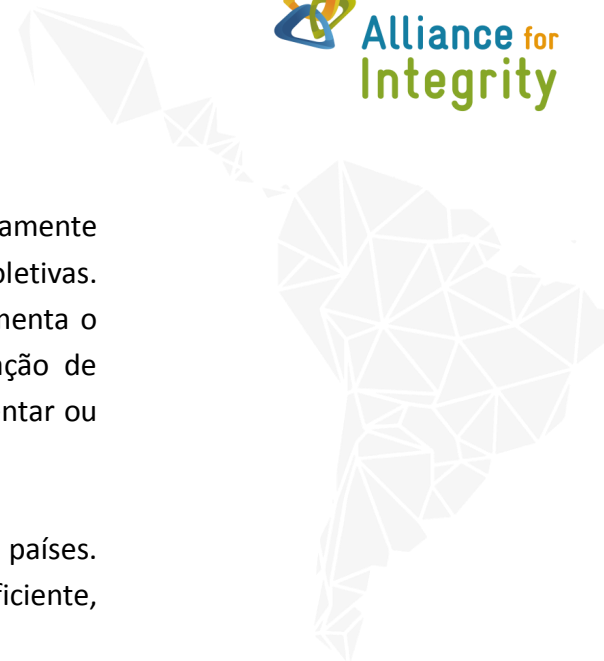 Alliance for
Integrity
amente
oletivas.
menta o
ção de
ntar ou
países.
ficiente,